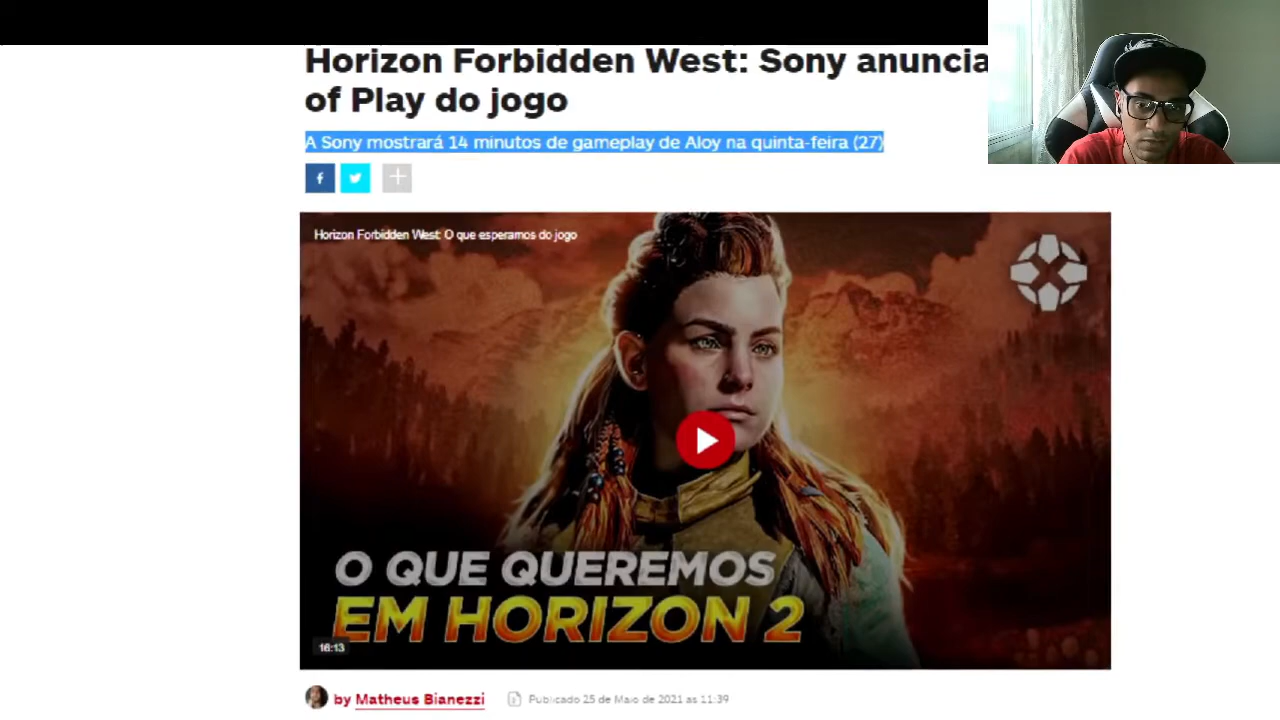 Horizon Forbidden West: Sony anuncia
of Play do jogo
A Sony mostrará 14 minutos de gameplay de Aloy na quinta-feira (27)
Horizon Forbidden West: O que esperamos do jogo
O QUE QUEREMOS
EM HORIZON 2
16:13
by Matheus Bianezzi
Publicado 25 de Maio de 2021 as 11:39